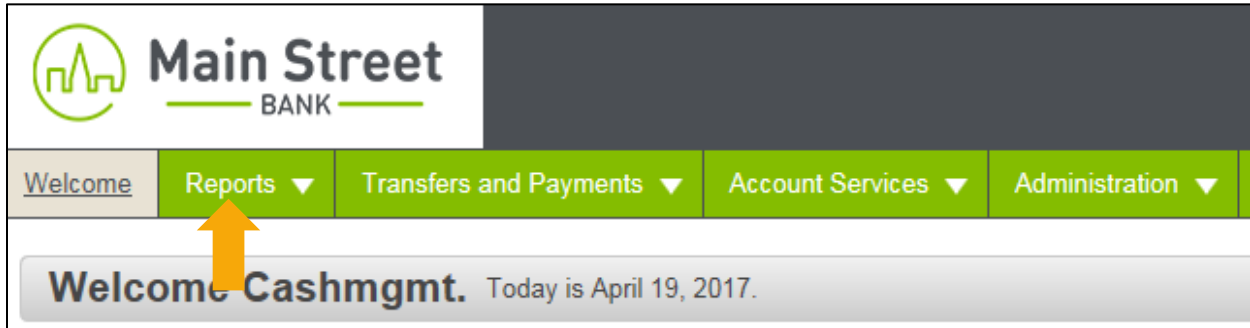 Main Street
BANK
Welcome Reports Transfers and Payments Account Services Administration
Welcome Cashmgmt. Today is April 19, 2017.